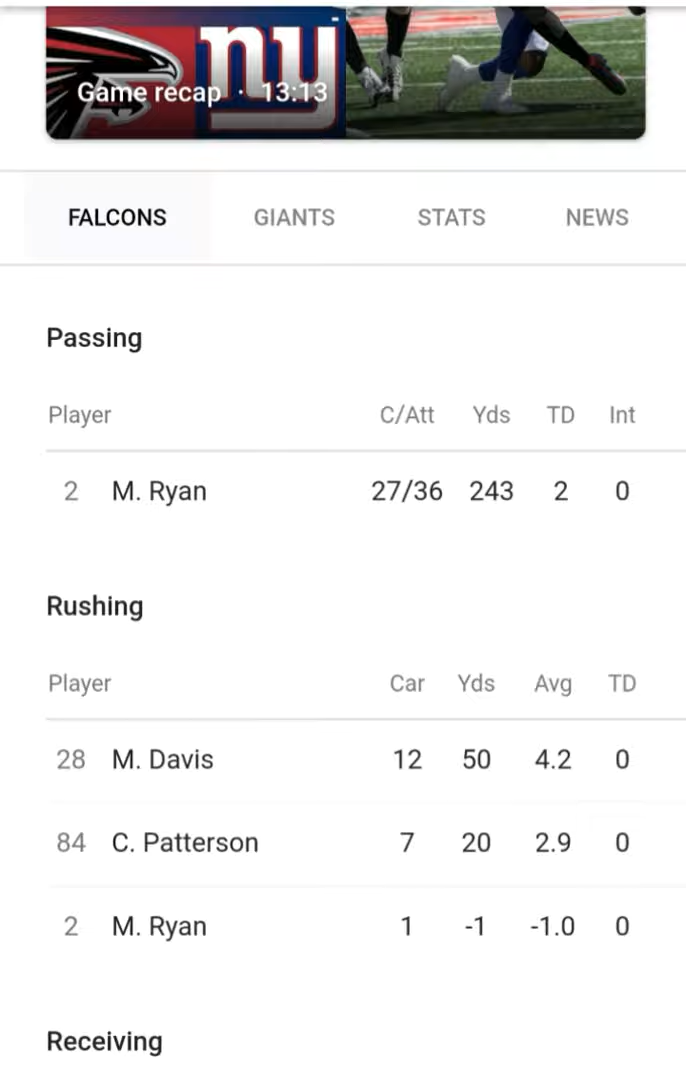 ny
Game recap · 13:13
FALCONS GIANTS STATS NEWS
Passing
Player C/Att Yds TD Int
2 M. Ryan 27/36 243 2 0
Rushing
Player Car Yds Avg TD
28 M. Davis 12 50 4.2 0
84 C. Patterson 7 20 2.9 0
2 M. Ryan 1 -1 -1.0 0
Receiving